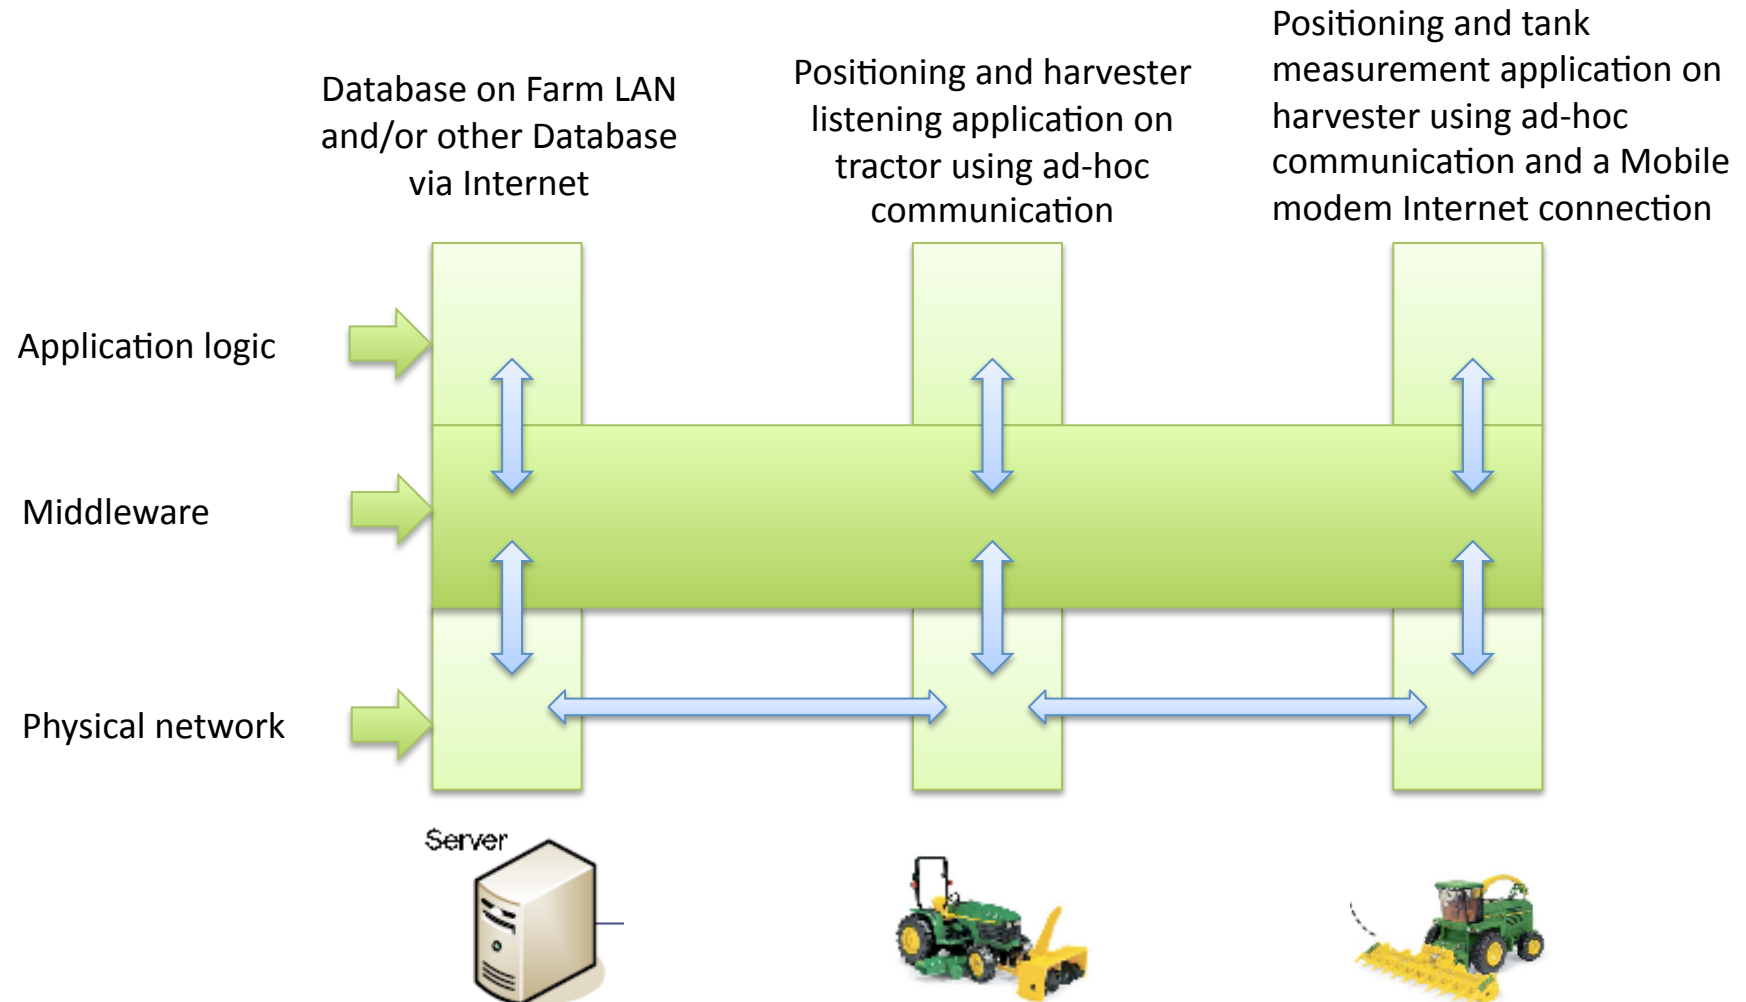 Database on Farm LAN
and/or other Database
via Internet
Positioning and harvester
listening application on
tractor using ad-hoc
communication
Positioning and tank
measurement application on
harvester using ad-hoc
communication and a Mobile
modem Internet connection
Application logic
Middleware
Physical network
Server